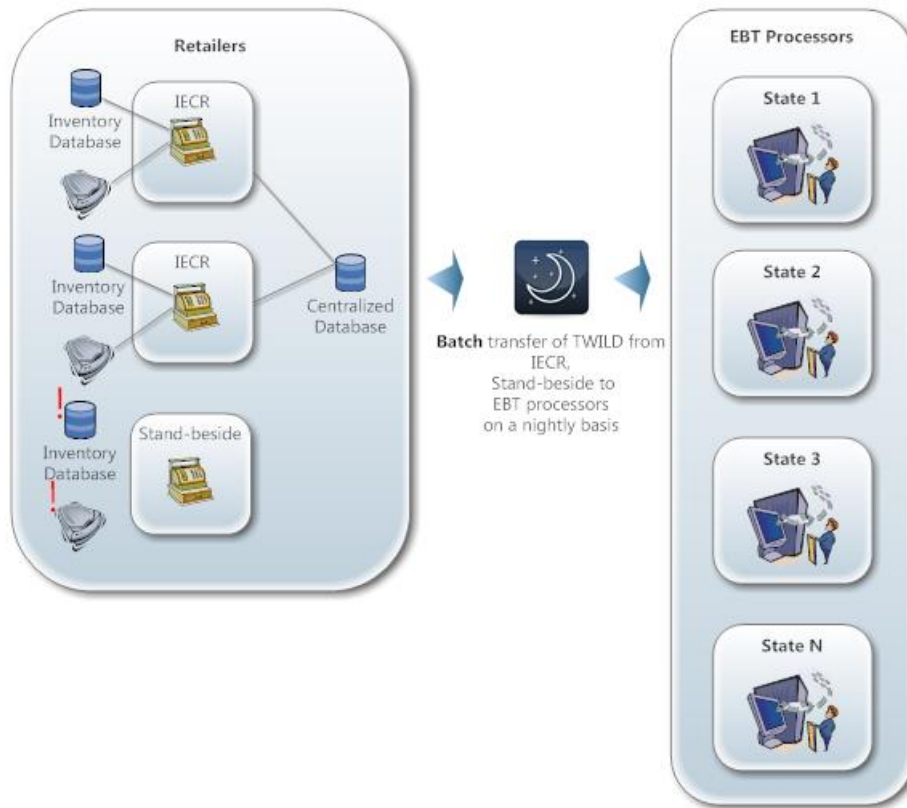 Retailers
IECR
Inventory
Database
IECR
Inventory
Database
Centralized
Database
!
Stand-beside
Inventory
Database
!
Batch transfer of TWILD from
IECR,
Stand-beside to
EBT processors
on a nightly basis
EBT Processors
State 1
State 2
State 3
State N